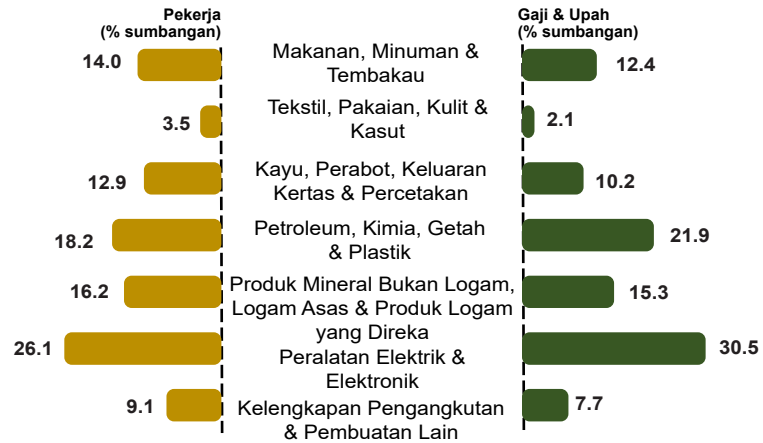 Pekerja
(% sumbangan)
Gaji & Upah
(% sumbangan)
14.0
Makanan, Minuman &
Tembakau
12.4
3.5
Tekstil, Pakaian, Kulit &
Kasut
2.1
12.9
Kayu, Perabot, Keluaran
Kertas & Percetakan
10.2
18.2
Petroleum, Kimia, Getah
& Plastik
21.9
16.2
Produk Mineral Bukan Logam,
Logam Asas & Produk Logam
yang Direka
15.3
26.1
Peralatan Elektrik &
Elektronik
30.5
9.1
Kelengkapan Pengangkutan
& Pembuatan Lain
7.7